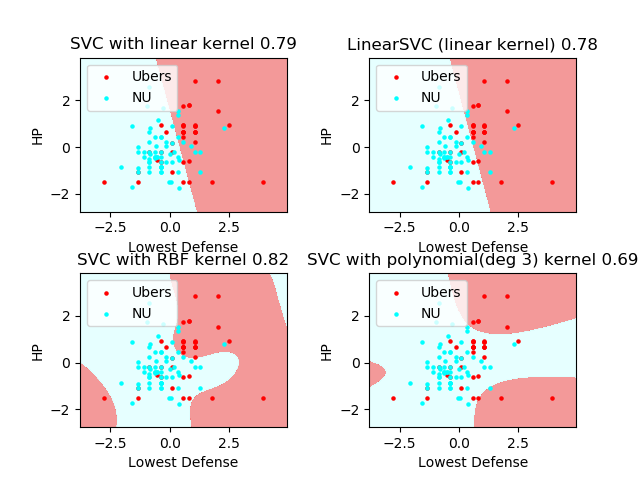 SVC with linear kernel 0.79
Ubers
NU
HP
2
0
−2
−2.5 0.0 2.5
Lowest Defense
LinearSVC (linear kernel) 0.78
Ubers
NU
HP
2
0
−2
−2.5 0.0 2.5
Lowest Defense
SVC with RBF kernel 0.82
Ubers
NU
HP
2
0
−2
−2.5 0.0 2.5
Lowest Defense
SVC with polynomial(deg 3) kernel 0.69
Ubers
NU
HP
2
0
−2
−2.5 0.0 2.5
Lowest Defense